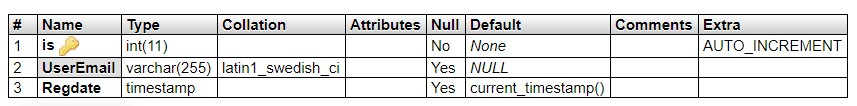 # Name Type Collation Attributes Null Default Comments Extra
1 is int(11) No None AUTO_INCREMENT
2 UserEmail varchar(255) latin1_swedish_ci Yes NULL
3 Regdate timestamp Yes current_timestamp()